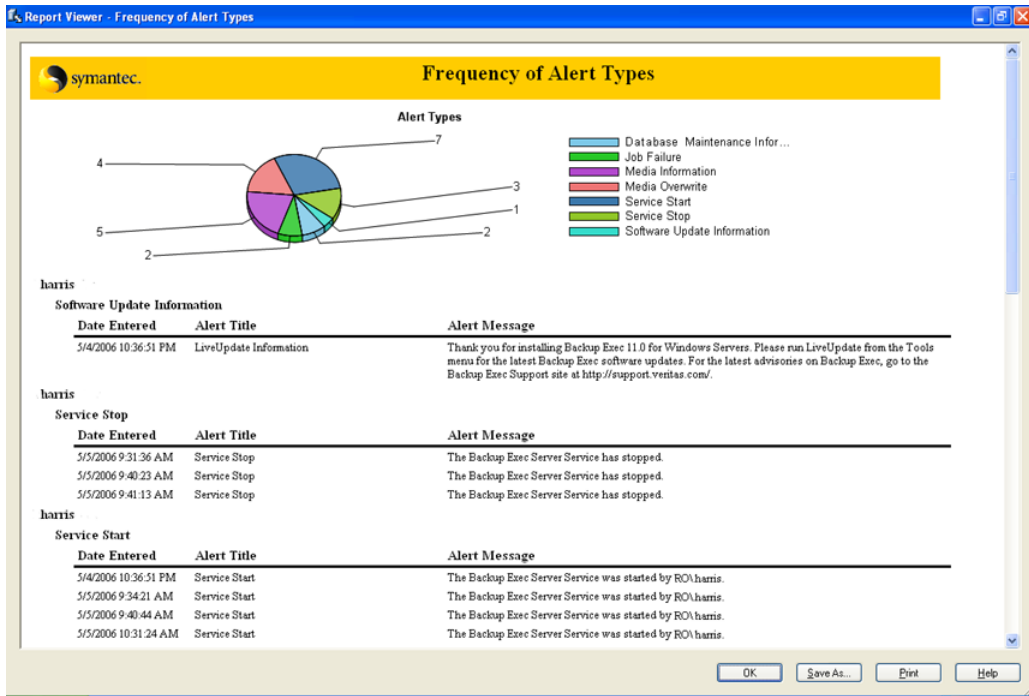 Report Viewer - Frequency of Alert Types
symantec.
Frequency of Alert Types
Alert Types
7
4
3
1
5
2
2
Database Maintenance Infor...
Job Failure
Media Information
Media Overwrite
Service Start
Service Stop
Software Update Information
harris
Software Update Information
Date Entered Alert Title Alert Message
5/4/2006 10:36:51 PM LiveUpdate Information Thank you for installing Backup Exec 11.0 for Windows Servers. Please run LiveUpdate from the Tools
menu for the latest Backup Exec software updates. For the latest advisories on Backup Exec, go to the
Backup Exec Support site at http://support.veritas.com/.
harris
Service Stop
Date Entered Alert Title Alert Message
5/5/2006 9:31:36 AM Service Stop The Backup Exec Server Service has stopped.
5/5/2006 9:40:23 AM Service Stop The Backup Exec Server Service has stopped.
5/5/2006 9:41:13 AM Service Stop The Backup Exec Server Service has stopped.
harris
Service Start
Date Entered Alert Title Alert Message
5/4/2006 10:36:51 PM Service Start The Backup Exec Server Service was started by RO\harris.
5/5/2006 9:34:21 AM Service Start The Backup Exec Server Service was started by RO\harris.
5/5/2006 9:40:44 AM Service Start The Backup Exec Server Service was started by RO\harris.
5/5/2006 10:31:24 AM Service Start The Backup Exec Server Service was started by RO\harris.
OK Save As... Print Help